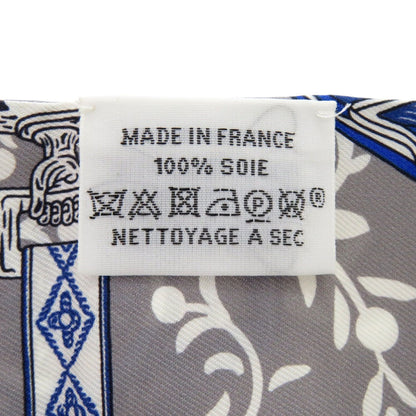 MADE IN FRANCE
100% SOIE
®
NETTOYAGE A SEC